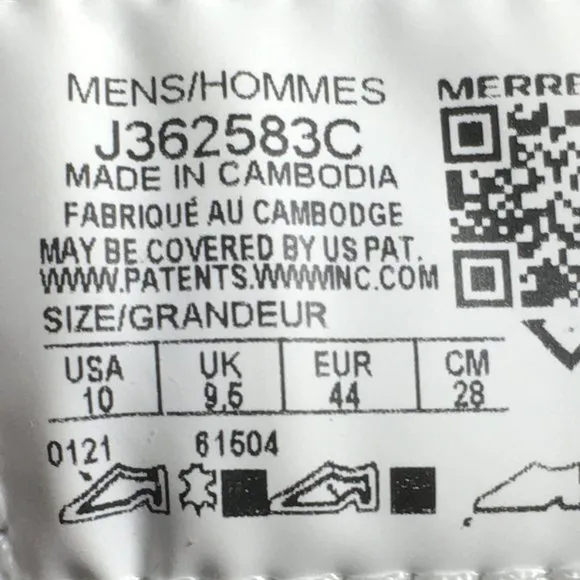 MENS/HOMMES
MERRE
J362583C
MADE IN CAMBODIA
FABRIQUÉ AU CAMBODGE
MAY BE COVERED BY US PAT.
WWW.PATENTS.WWWINC.COM
SIZE/GRANDEUR
USA UK EUR CM
10 9,5 44 28
0121 61504